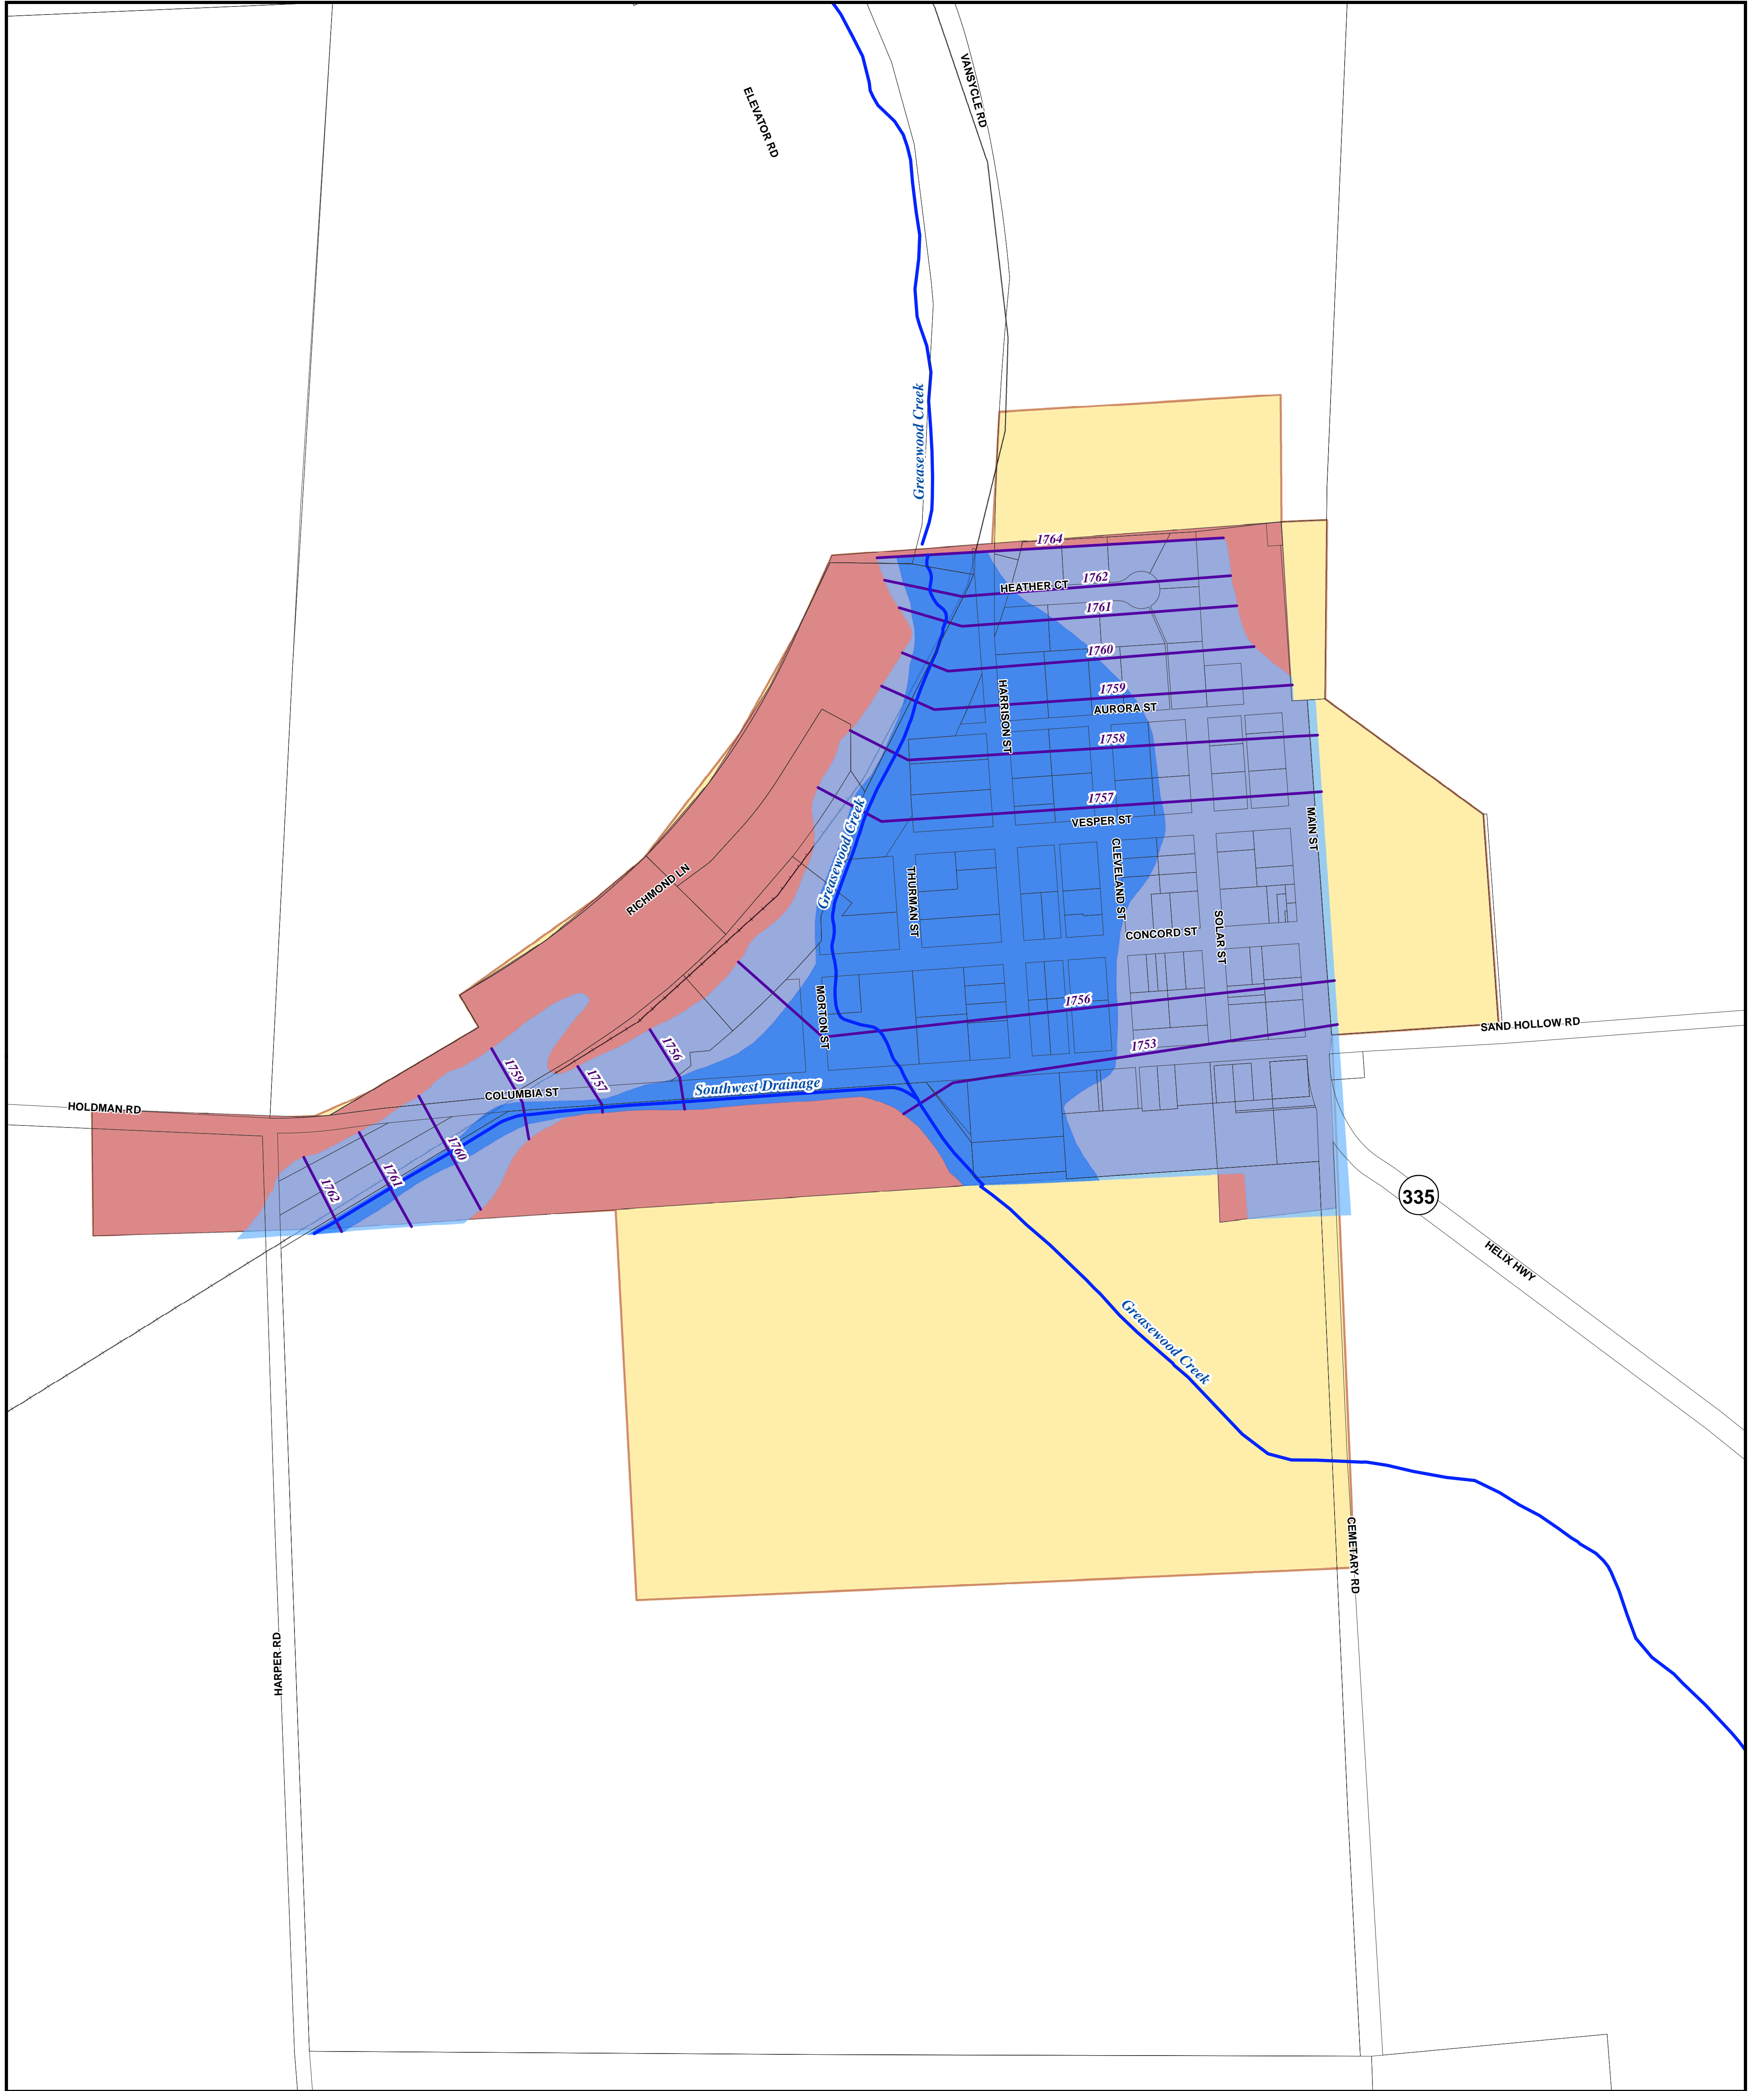 VANSYCLE RD
ELEVATOR RD
Greasewood Creek
1764
1762
HEATHER CT
1761
1760
1759
AURORA ST
HARRISON ST
1758
1757
VESPER ST
MAIN ST
Greasewood Creek
CLEVELAND ST
THURMAN ST
RICHMOND LN
SOLAR ST
CONCORD ST
1756
MORTON ST
SAND HOLLOW RD
1753
1756
1759
1757
Southwest Drainage
COLUMBIA ST
HOLDMAN RD
1760
1761
1762
335
HELIX HWY
Greasewood Creek
CEMETARY RD
HARPER RD